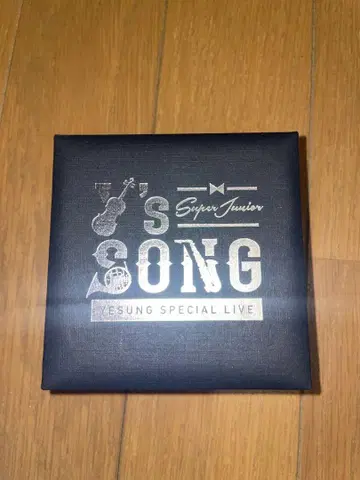 Y's
Super Junior
SONG
YESUNG SPECIAL LIVE